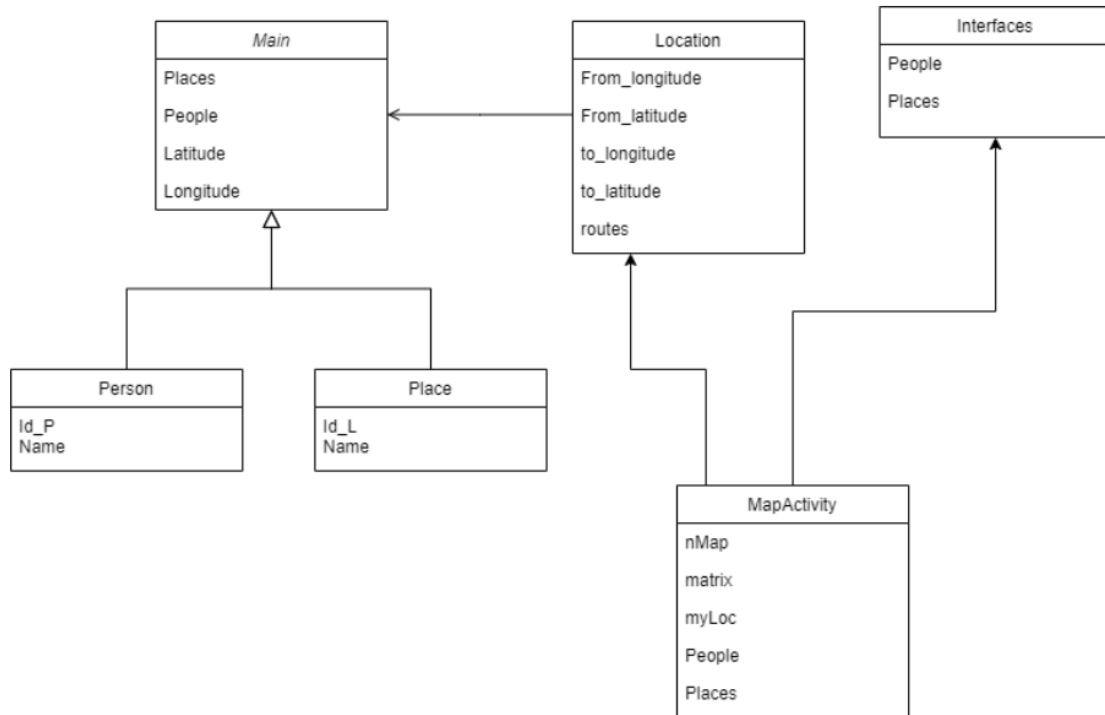 Main
Places
People
Latitude
Longitude
Location
From_longitude
From_latitude
to_longitude
to_latitude
routes
Interfaces
People
Places
Person
Id_P
Name
Place
Id_L
Name
MapActivity
nMap
matrix
myLoc
People
Places